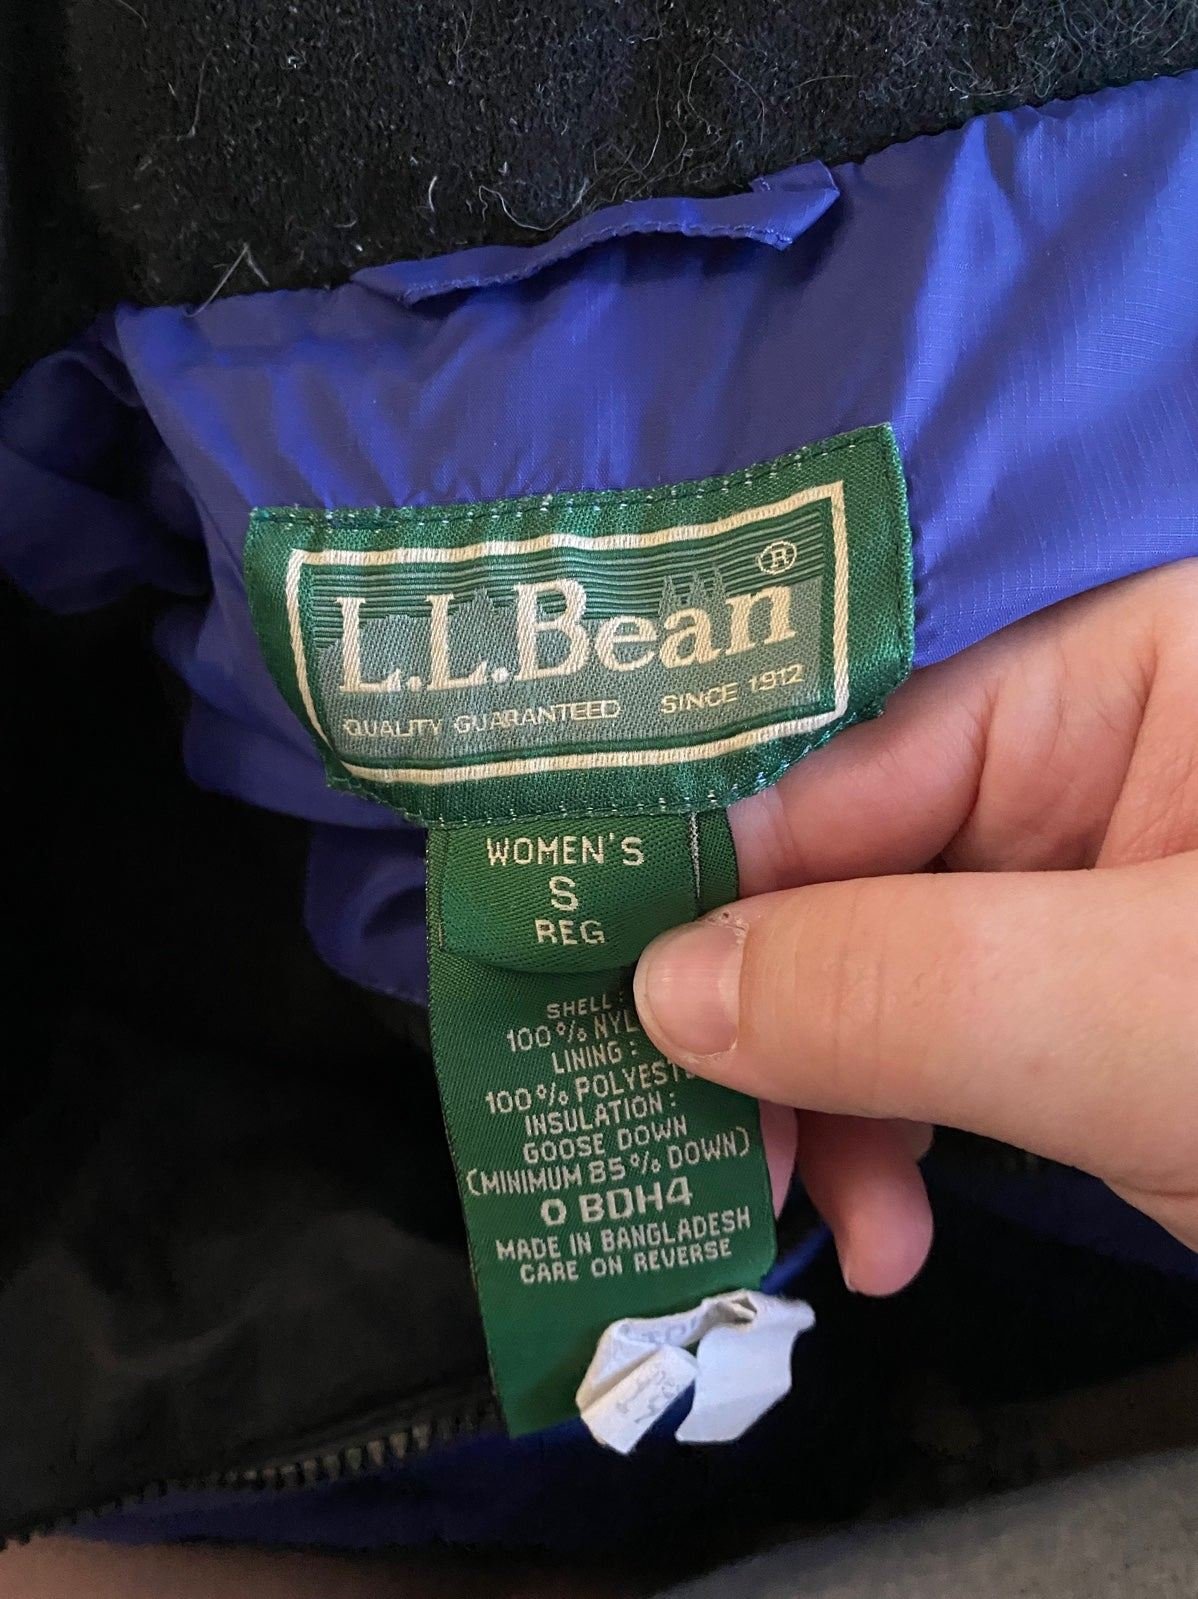 L.L.Bean ®
QUALITY GUARANTEED SINCE 1912
WOMEN'S
S
REG
SHELL:
100% NYL
LINING:
100% POLYEST
INSULATION:
GOOSE DOWN
(MINIMUM 85% DOWN)
0 BDH4
MADE IN BANGLADESH
CARE ON REVERSE